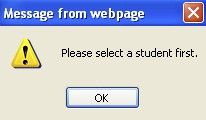 Message from webpage
Please select a student first.
OK